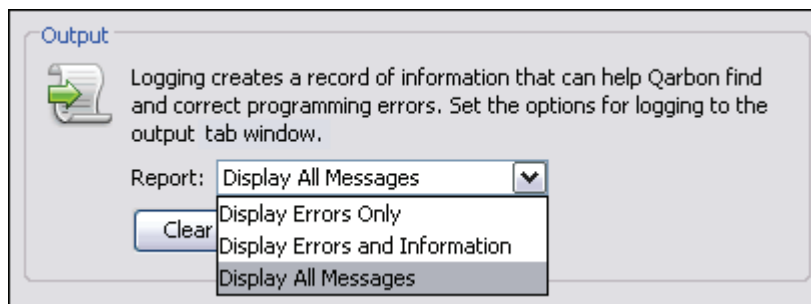 Output
Logging creates a record of information that can help Qarbon find
and correct programming errors. Set the options for logging to the
output tab window.
Report: Display All Messages
Display Errors Only
Clear
Display Errors and Information
Display All Messages